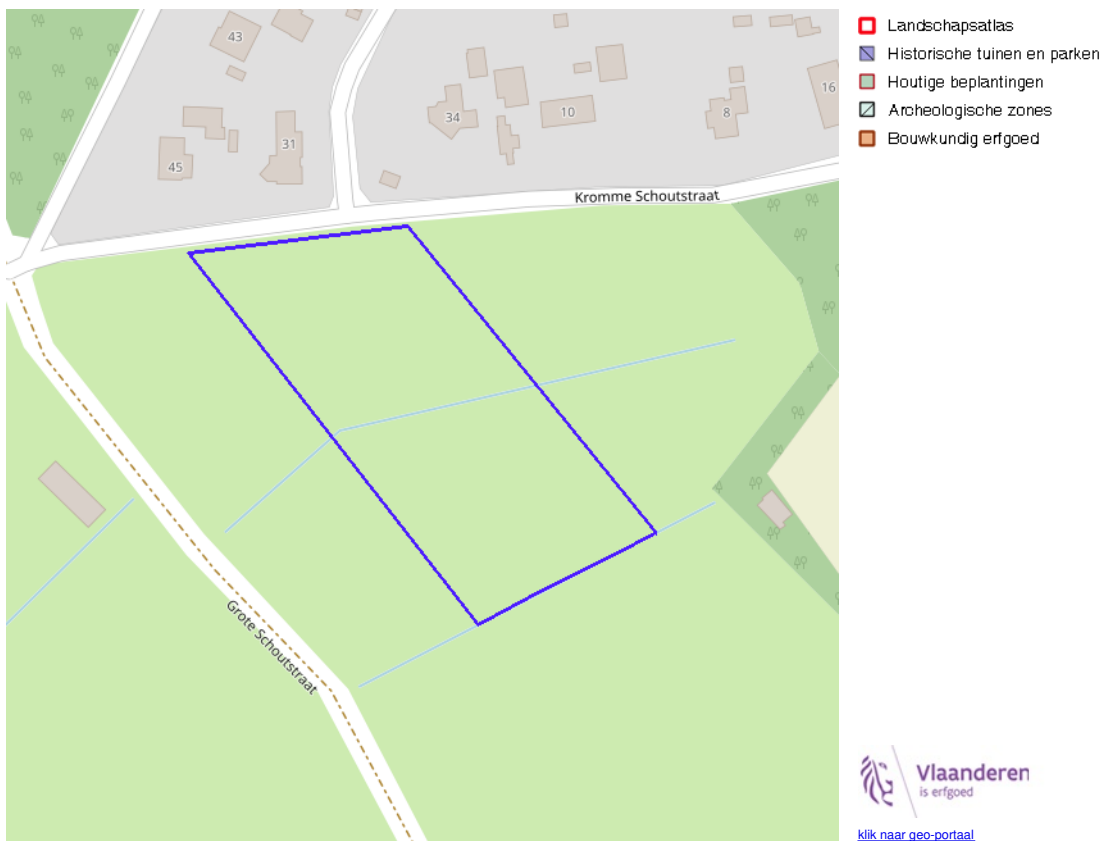 43
34
10
8
16
31
45
Kromme Schoutstraat
Grote Schoutstraat
Landschapsatlas
Historische tuinen en parken
Houtige beplantingen
Archeologische zones
Bouwkundig erfgoed
Vlaanderen
is erfgoed
klik naar geo-portaal